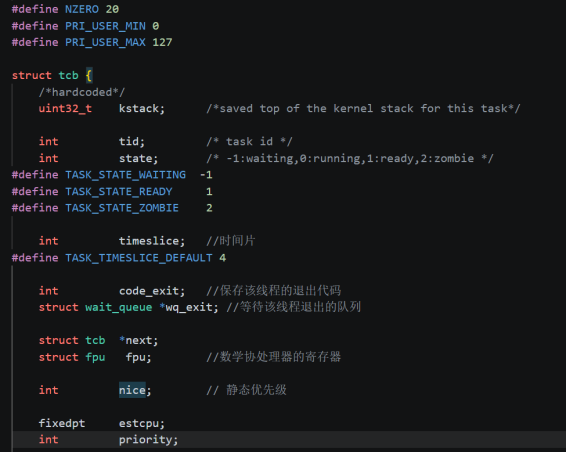 #define NZERO 20
#define PRI_USER_MIN 0
#define PRI_USER_MAX 127
struct tcb {
/*hardcoded*/
uint32_t kstack; /*saved top of the kernel stack for this task*/
int tid; /* task id */
int state; /* -1:waiting,0:running,1:ready,2:zombie */
#define TASK_STATE_WAITING -1
#define TASK_STATE_READY 1
#define TASK_STATE_ZOMBIE 2
int timeslice; //时间片
#define TASK_TIMESLICE_DEFAULT 4
int code_exit; //保存该线程的退出代码
struct wait_queue *wq_exit; //等待该线程退出的队列
struct tcb *next;
struct fpu fpu; //数学协处理器的寄存器
int nice; // 静态优先级
fixedpt estcpu;
int priority;